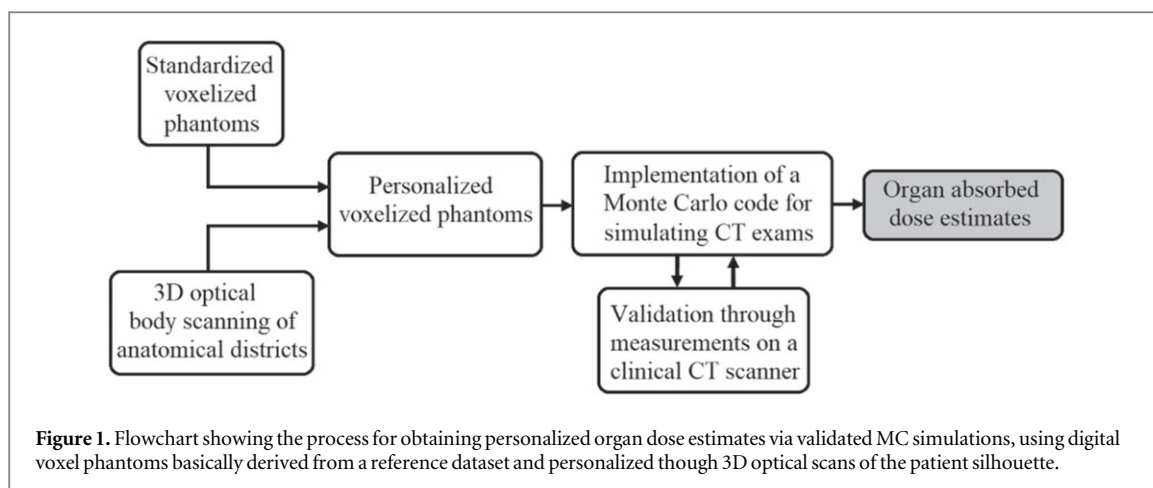 Standardized
voxelized
phantoms
3D optical
body scanning of
anatomical districts
Personalized
voxelized phantoms
Implementation of a
Monte Carlo code for
simulating CT exams
Validation through
measurements on a
clinical CT scanner
Organ absorbed
dose estimates
Figure 1. Flowchart showing the process for obtaining personalized organ dose estimates via validated MC simulations, using digital
voxel phantoms basically derived from a reference dataset and personalized though 3D optical scans of the patient silhouette.